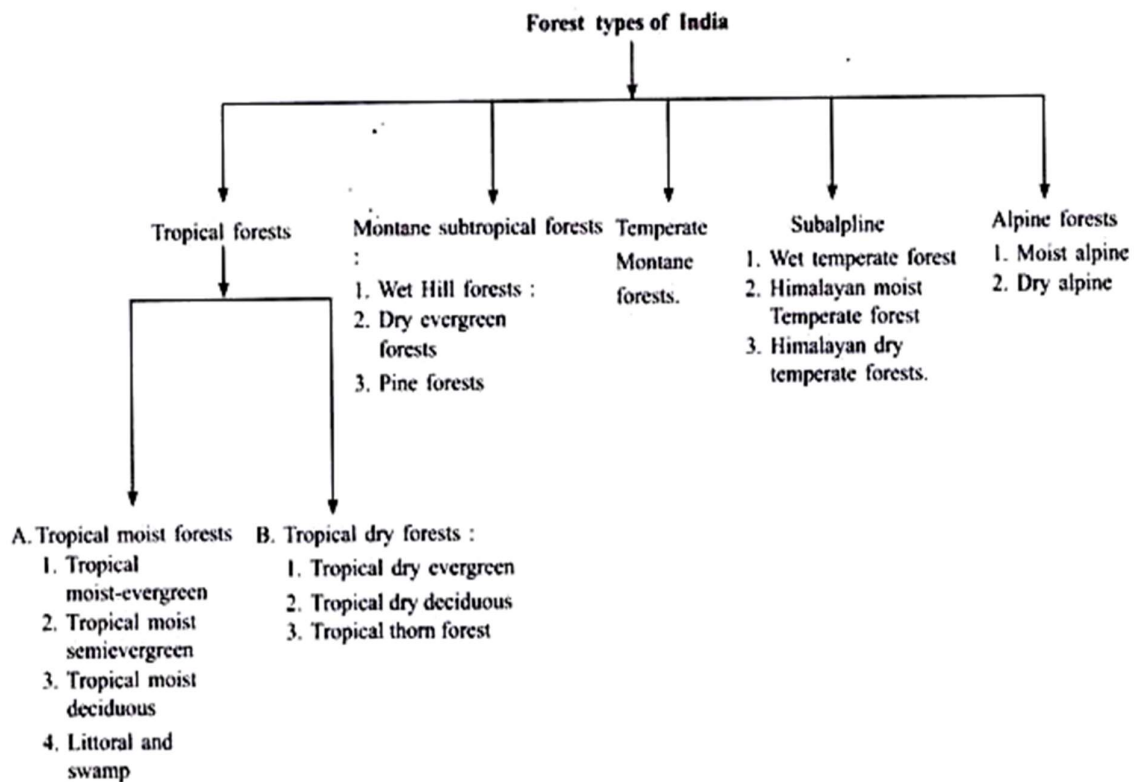 Forest types of India
Tropical forests
Montane subtropical forests
:
1. Wet Hill forests :
2. Dry evergreen
forests
3. Pine forests
Temperate
Montane
forests.
Subalpline
1. Wet temperate forest
2. Himalayan moist
Temperate forest
3. Himalayan dry
temperate forests.
Alpine forests
1. Moist alpine
2. Dry alpine
A. Tropical moist forests
1. Tropical
moist-evergreen
2. Tropical moist
semievergreen
3. Tropical moist
deciduous
4. Littoral and
swamp
B. Tropical dry forests :
1. Tropical dry evergreen
2. Tropical dry deciduous
3. Tropical thorn forest